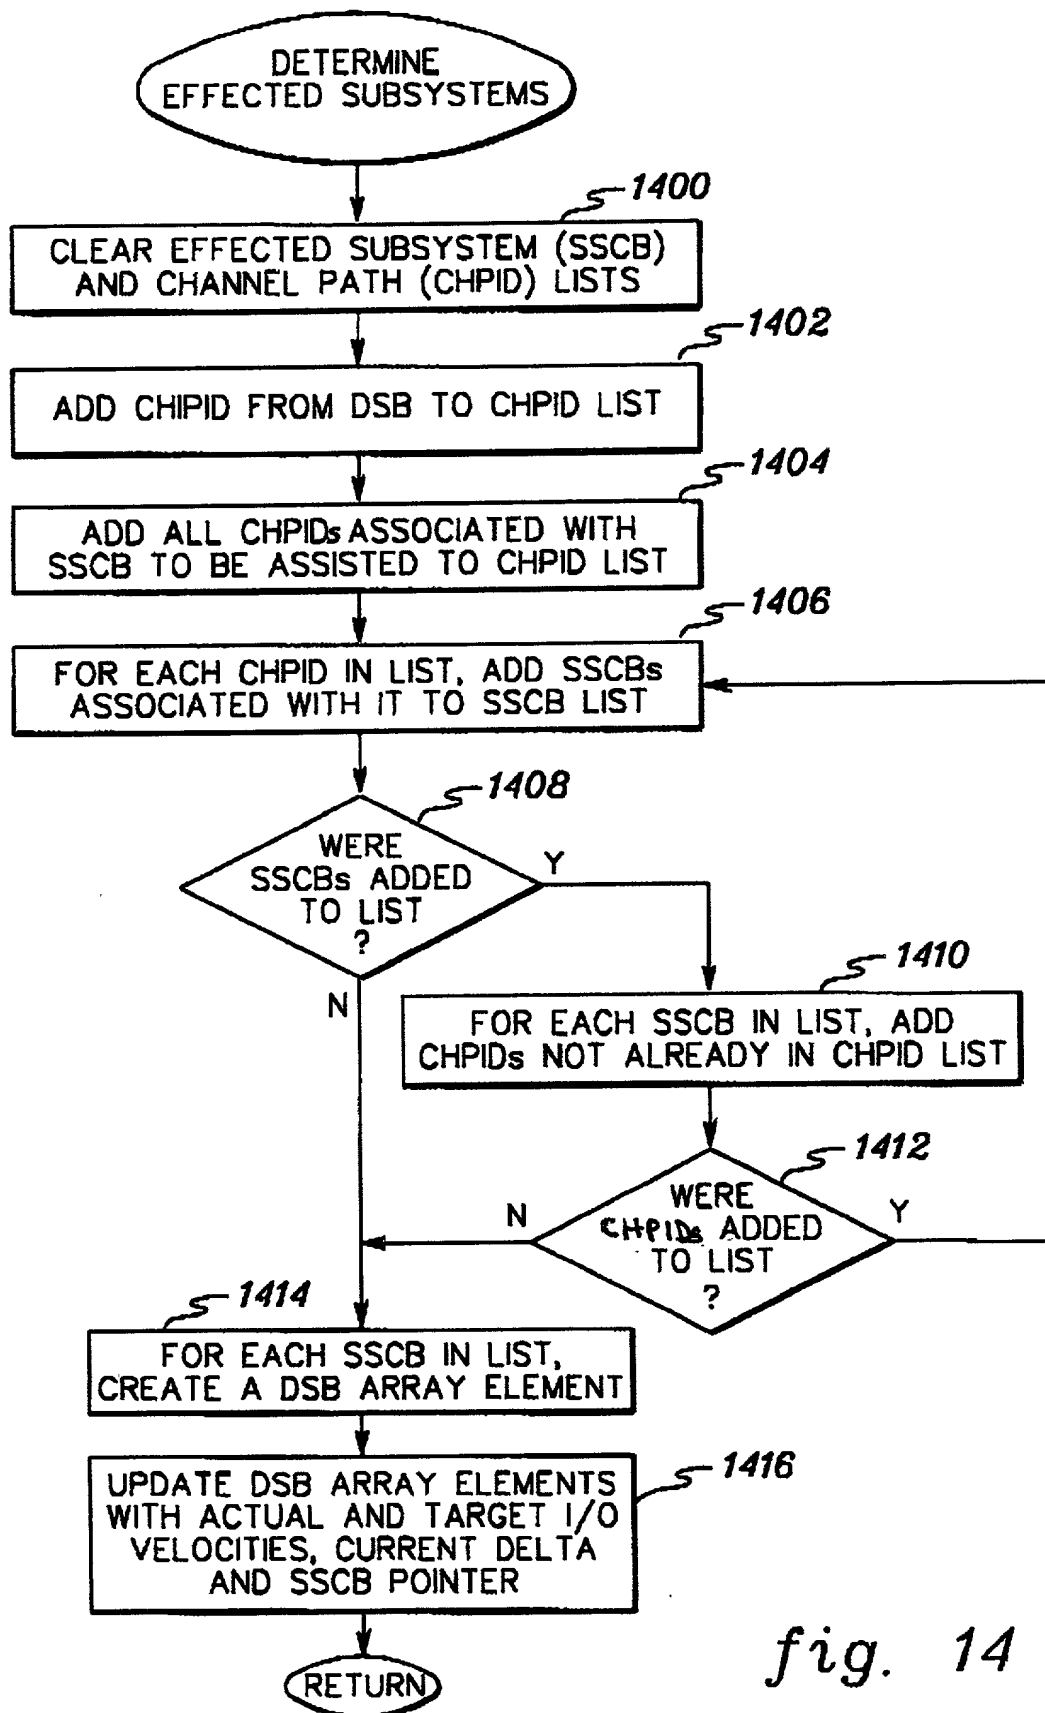 DETERMINE
EFFECTED SUBSYSTEMS
1400
CLEAR EFFECTED SUBSYSTEM (SSCB)
AND CHANNEL PATH (CHPID) LISTS
1402
ADD CHIPID FROM DSB TO CHPID LIST
1404
ADD ALL CHPIDs ASSOCIATED WITH
SSCB TO BE ASSISTED TO CHPID LIST
1406
FOR EACH CHPID IN LIST, ADD SSCBs
ASSOCIATED WITH IT TO SSCB LIST
1408
WERE
SSCBs ADDED
TO LIST
?
Y
N
1410
FOR EACH SSCB IN LIST, ADD
CHPIDs NOT ALREADY IN CHPID LIST
1412
WERE
CHPIDs ADDED
TO LIST
?
N
Y
1414
FOR EACH SSCB IN LIST,
CREATE A DSB ARRAY ELEMENT
1416
UPDATE DSB ARRAY ELEMENTS
WITH ACTUAL AND TARGET I/O
VELOCITIES, CURRENT DELTA
AND SSCB POINTER
RETURN
fig. 14